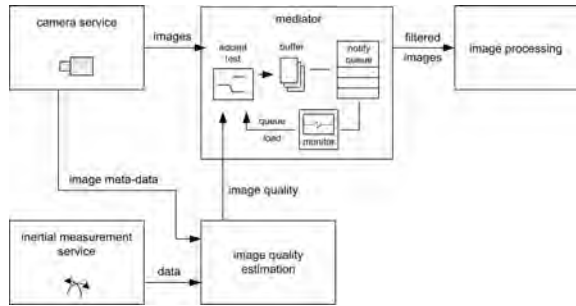 camera service
images
mediator
admit
test
buffer
notify
queue
queue
load
monitor
filtered
images
image processing
image meta-data
image quality
inertial measurement
service
data
image quality
estimation